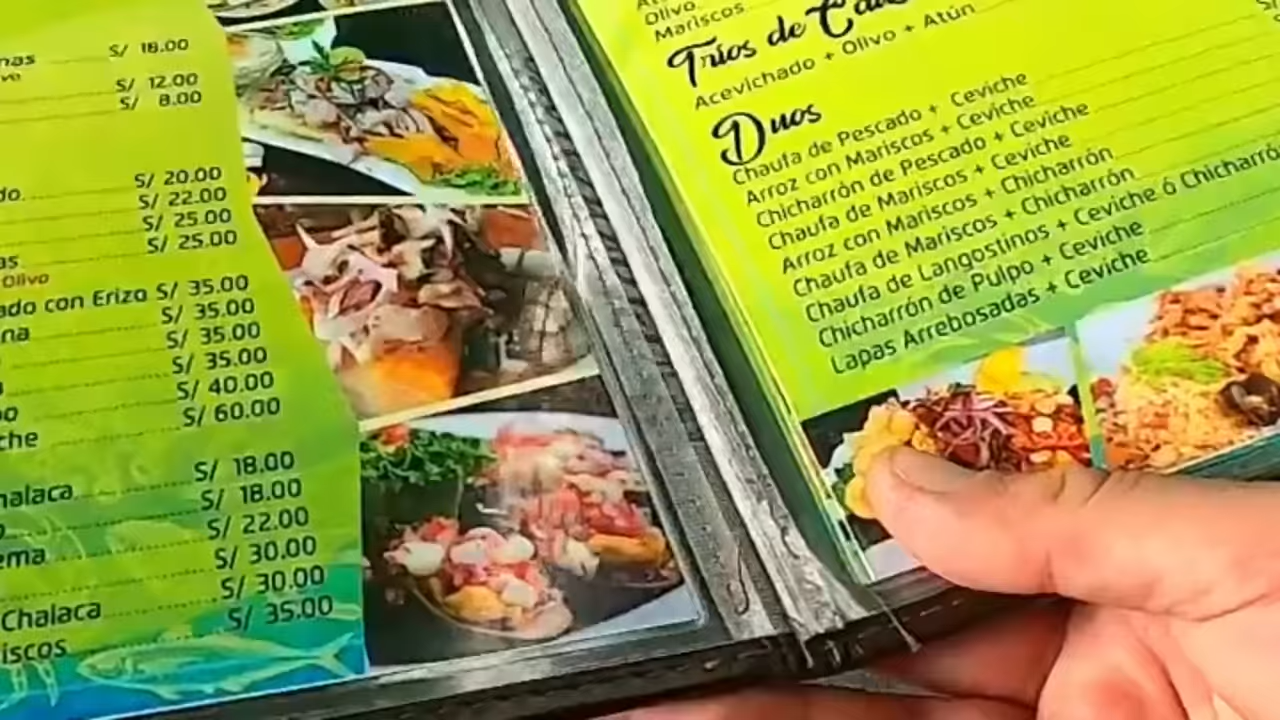 nas S/ 18.00
vo S/ 12.00
S/ 8.00
do S/ 20.00
S/ 22.00
S/ 25.00
as S/ 25.00
Olivo
ado con Erizo S/ 35.00
na S/ 35.00
S/ 35.00
S/ 35.00
S/ 40.00
che S/ 60.00
halaca S/ 18.00
S/ 18.00
ema S/ 22.00
S/ 30.00
Chalaca S/ 30.00
iscos S/ 35.00
Olivo
Mariscos
Tríos de
Acevichado + Olivo + Atún
Duos
Chaufa de Pescado + Ceviche
Arroz con Mariscos + Ceviche
Chicharrón de Pescado + Ceviche
Chaufa de Mariscos + Ceviche
Arroz con Mariscos + Chicharrón
Chaufa de Mariscos + Chicharrón
Chaufa de Langostinos + Ceviche ó Chicharró
Chicharrón de Pulpo + Ceviche
Lapas Arrebosadas + Ceviche